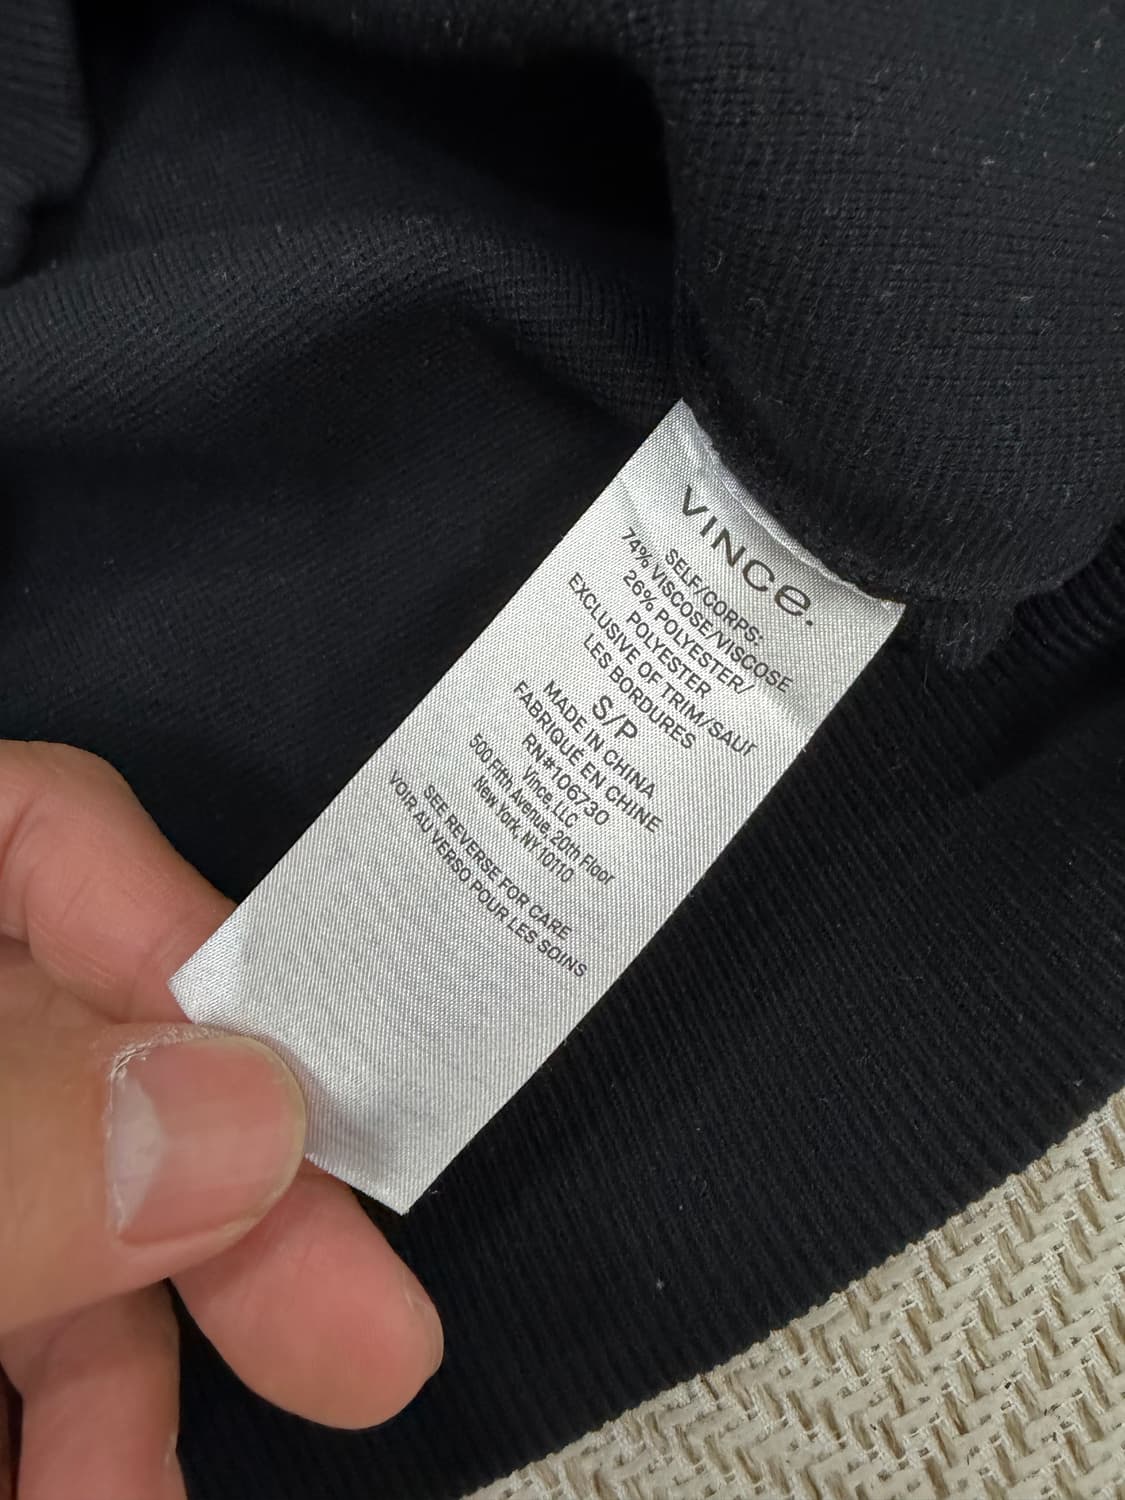 VINCe.
SELF/CORPS:
74% VISCOSE/VISCOSE
26% POLYESTER/
POLYESTER
EXCLUSIVE OF TRIM/SAUF
LES BORDURES
S/P
MADE IN CHINA
FABRIQUÉ EN CHINE
RN#106730
Vince, LLC
500 Fifth Avenue, 20th Floor
New York, NY 10110
SEE REVERSE FOR CARE
VOIR AU VERSO POUR LES SOINS